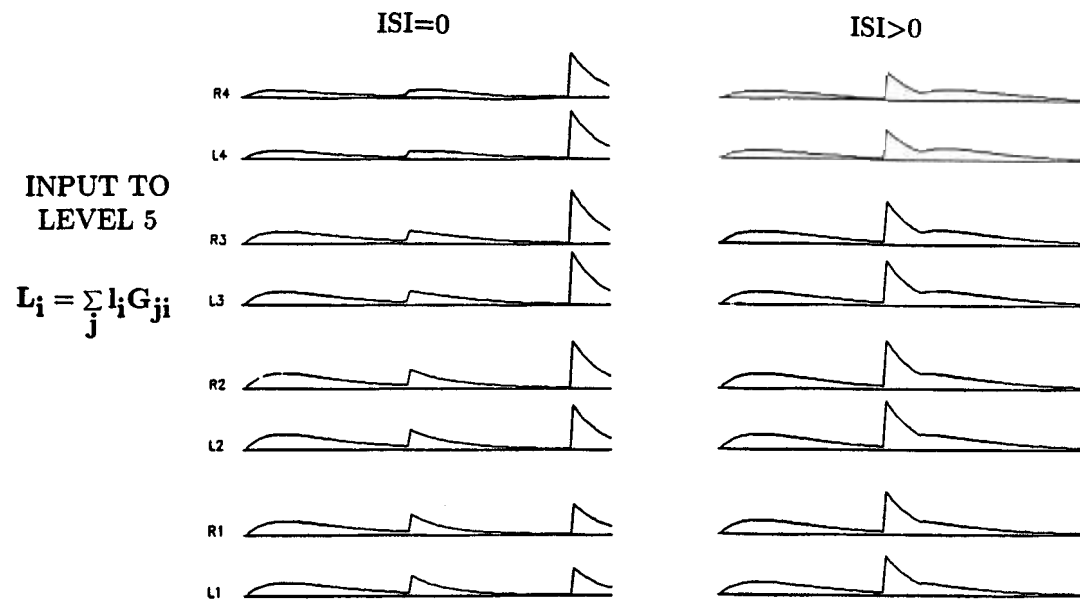 ISI=0
ISI>0
R4
L4
INPUT TO
LEVEL 5
R3
L3
L_i = Σ_j l_i G_ji
R2
L2
R1
L1